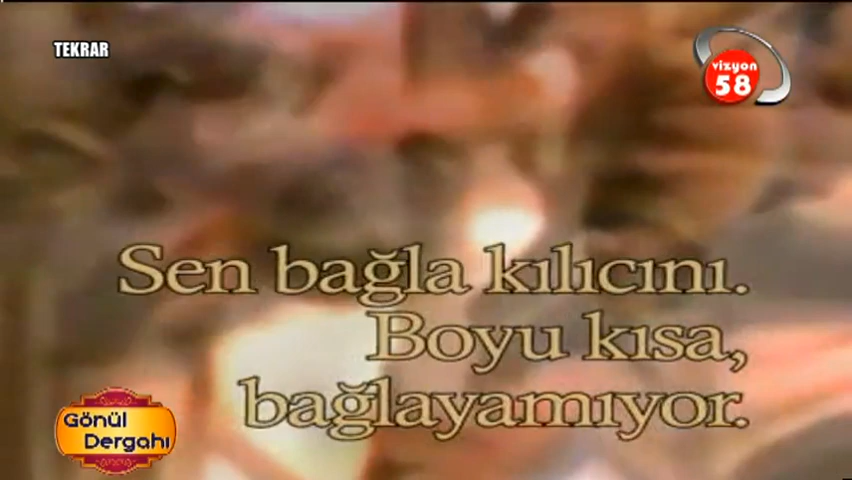 TEKRAR
vizyon
58
Sen bağla kılıcını.
Boyu kısa,
bağlayamıyor.
Gönül
Dergahı